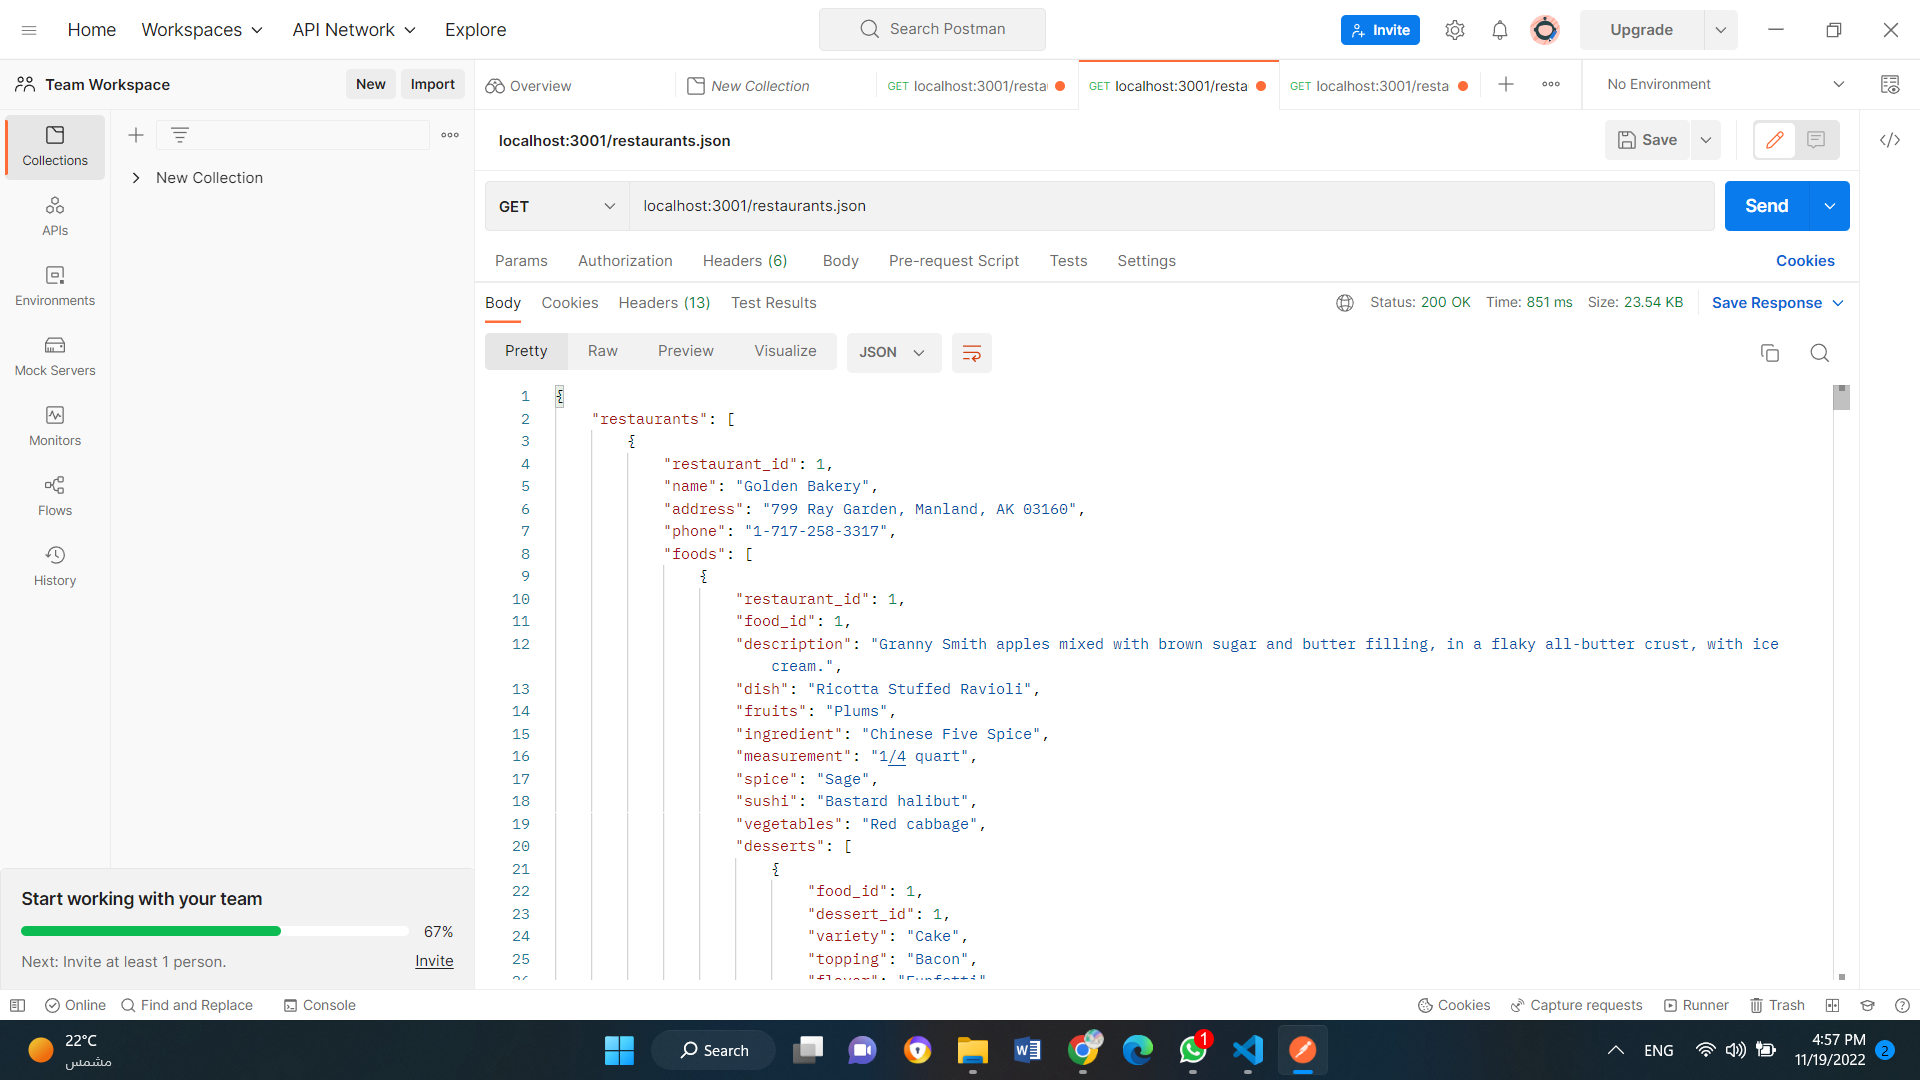 Home
Workspaces
API Network
Explore
Search Postman
Invite
Upgrade
Team Workspace
New
Import
Overview
New Collection
GET localhost:3001/resta
GET localhost:3001/resta
GET localhost:3001/resta
No Environment
Collections
New Collection
APIs
Environments
Mock Servers
Monitors
Flows
History
localhost:3001/restaurants.json
Save
GET
localhost:3001/restaurants.json
Send
Params
Authorization
Headers (6)
Body
Pre-request Script
Tests
Settings
Cookies
Body
Cookies
Headers (13)
Test Results
Status: 200 OK
Time: 851 ms
Size: 23.54 KB
Save Response
Pretty
Raw
Preview
Visualize
JSON
1 {
2 "restaurants": [
3 {
4 "restaurant_id": 1,
5 "name": "Golden Bakery",
6 "address": "799 Ray Garden, Manland, AK 03160",
7 "phone": "1-717-258-3317",
8 "foods": [
9 {
10 "restaurant_id": 1,
11 "food_id": 1,
12 "description": "Granny Smith apples mixed with brown sugar and butter filling, in a flaky all-butter crust, with ice
cream.",
13 "dish": "Ricotta Stuffed Ravioli",
14 "fruits": "Plums",
15 "ingredient": "Chinese Five Spice",
16 "measurement": "1/4 quart",
17 "spice": "Sage",
18 "sushi": "Bastard halibut",
19 "vegetables": "Red cabbage",
20 "desserts": [
21 {
22 "food_id": 1,
23 "dessert_id": 1,
24 "variety": "Cake",
25 "topping": "Bacon",
26 "flavor": "Funfetti"
Start working with your team
67%
Next: Invite at least 1 person.
Invite
Online
Find and Replace
Console
Cookies
Capture requests
Runner
Trash
22°C
مشمس
Search
1
ENG
4:57 PM
11/19/2022
2